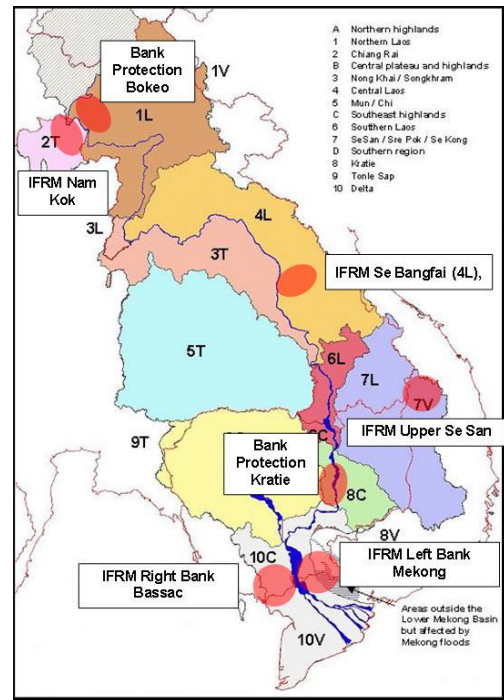 A Northern highlands
1 Northern Laos
2 Chiang Rai
B Central plateau and highlands
3 Nong Khai / Songkhram
4 Central Laos
5 Mun / Chi
C Southeast highlands
6 Southern Laos
7 SeSan / Sre Pok / Se Kong
D Southern region
8 Kratie
9 Tonle Sap
10 Delta
Bank
Protection
Bokeo
1V
1L
2T
IFRM Nam
Kok
3L
4L
3T
IFRM Se Bangfai (4L),
5T
6L
7L
7V
9T
IFRM Upper Se San
Bank
Protection
Kratie
8C
8V
10C
IFRM Left Bank
Mekong
IFRM Right Bank
Bassac
Areas outside the
Lower Mekong Basin
but affected by
Mekong floods
10V